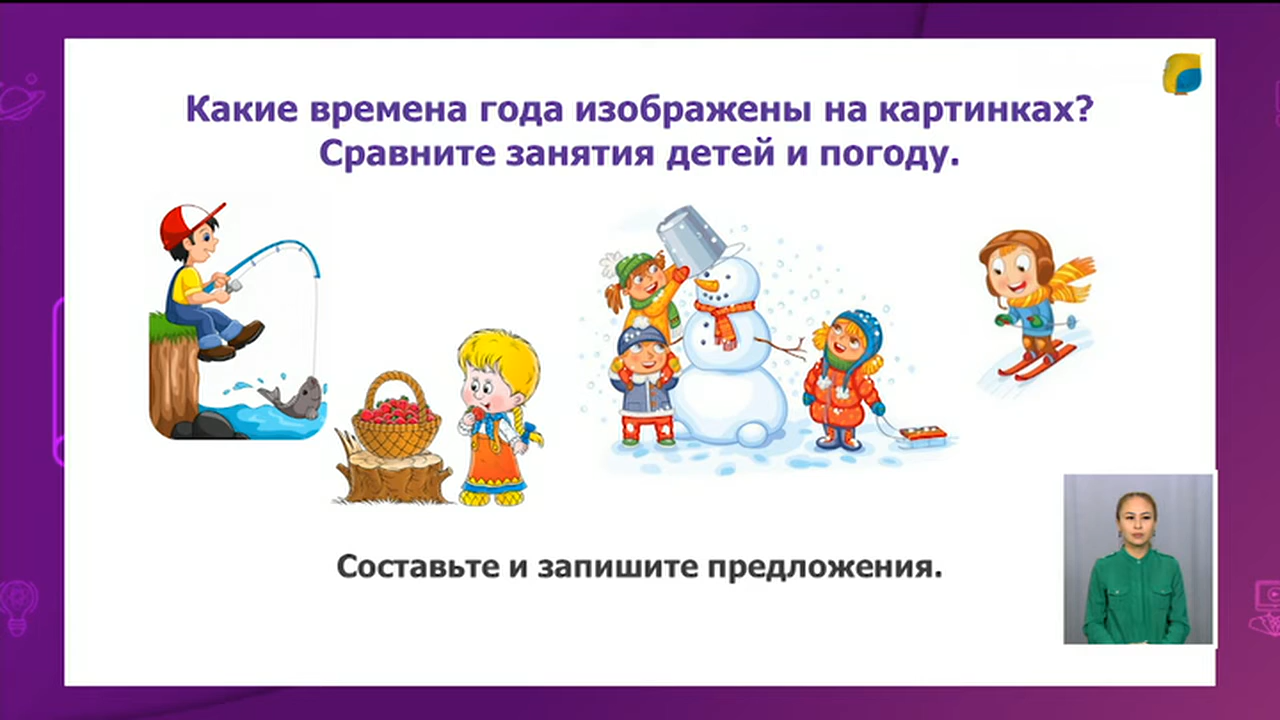 Какие времена года изображены на картинках?
Сравните занятия детей и погоду.
Составьте и запишите предложения.